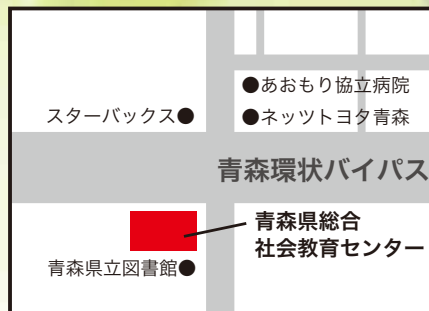 ●あおもり協立病院
スターバックス●
●ネッツトヨタ青森
青森環状バイパス
青森県総合
社会教育センター
青森県立図書館●